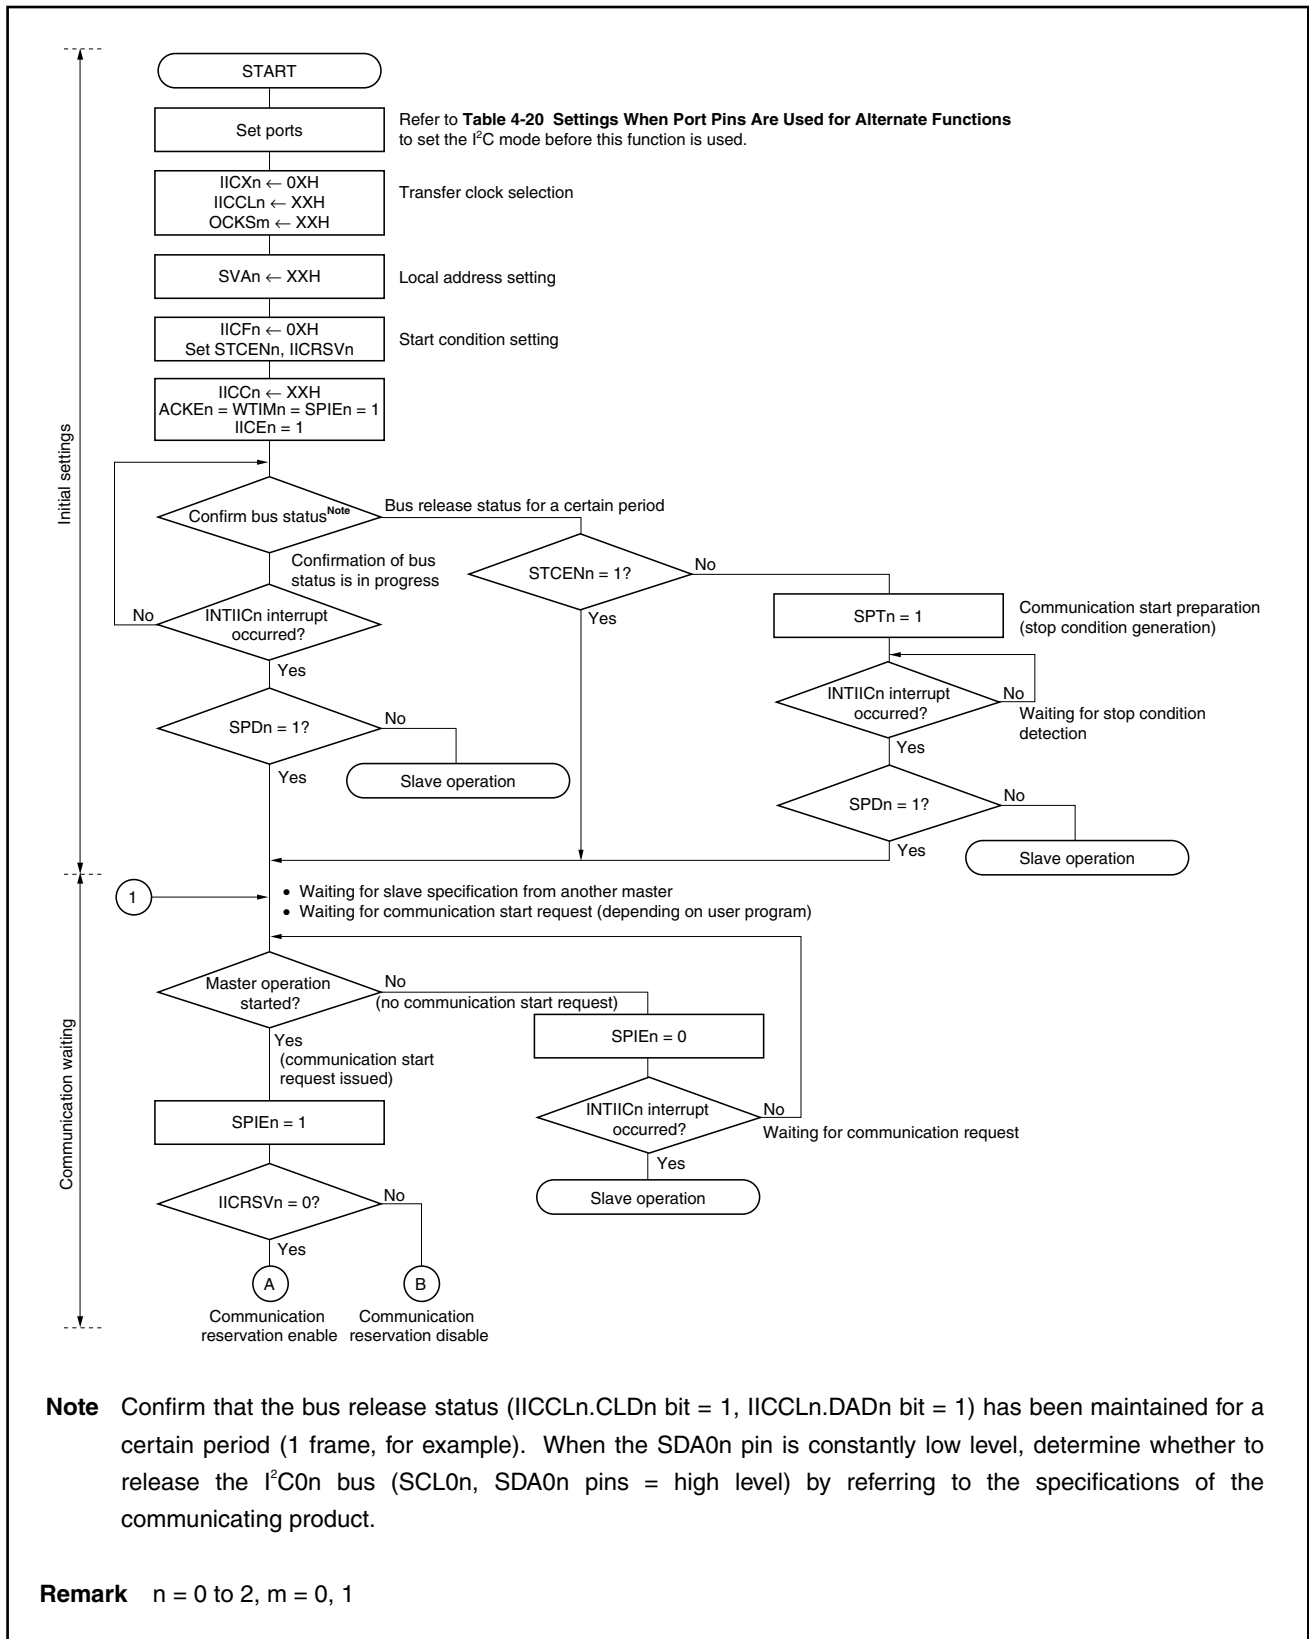 START
Set ports
Refer to Table 4-20 Settings When Port Pins Are Used for Alternate Functions
to set the I²C mode before this function is used.
IICXn ← 0XH
IICCLn ← XXH
OCKSm ← XXH
Transfer clock selection
SVAn ← XXH
Local address setting
IICFn ← 0XH
Set STCENn, IICRSVn
Start condition setting
IICCn ← XXH
ACKEn = WTIMn = SPIEn = 1
IICEn = 1
Initial settings
Confirm bus status^Note
Bus release status for a certain period
Confirmation of bus
status is in progress
STCENn = 1?
No
Yes
SPTn = 1
Communication start preparation
(stop condition generation)
No
INTIICn interrupt
occurred?
Yes
INTIICn interrupt
occurred?
No
Waiting for stop condition
detection
Yes
SPDn = 1?
No
Yes
Slave operation
SPDn = 1?
No
Yes
Slave operation
1
• Waiting for slave specification from another master
• Waiting for communication start request (depending on user program)
Communication waiting
Master operation
started?
No
(no communication start request)
Yes
(communication start
request issued)
SPIEn = 0
SPIEn = 1
INTIICn interrupt
occurred?
No
Waiting for communication request
Yes
Slave operation
IICRSVn = 0?
No
Yes
A
B
Communication
reservation enable
Communication
reservation disable
Note Confirm that the bus release status (IICCLn.CLDn bit = 1, IICCLn.DADn bit = 1) has been maintained for a
certain period (1 frame, for example). When the SDA0n pin is constantly low level, determine whether to
release the I²C0n bus (SCL0n, SDA0n pins = high level) by referring to the specifications of the
communicating product.
Remark n = 0 to 2, m = 0, 1